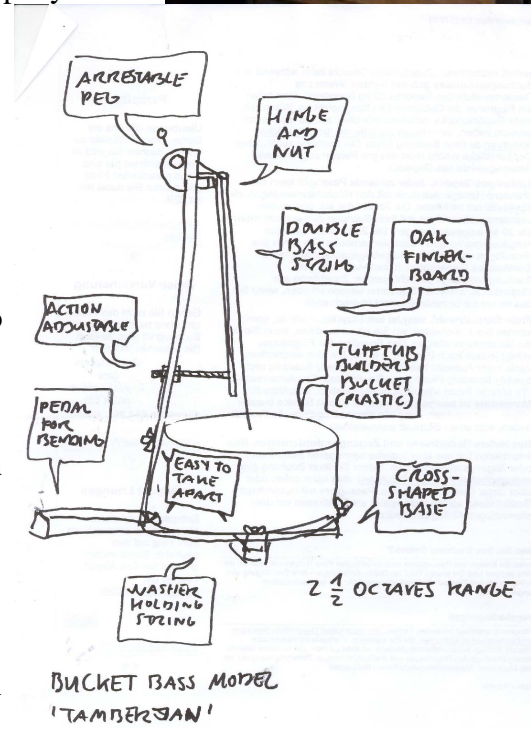 ARRESTABLE
PEG
HINGE
AND
NUT
DOUBLE
BASS
STRING
OAK
FINGER-
BOARD
ACTION
ADJUSTABLE
TUFFTUB
BUILDERS
BUCKET
(PLASTIC)
PEDAL
FOR
BENDING
EASY TO
TAKE
APART
CROSS-
SHAPED
BASE
WASHER
HOLDING
STRING
2 1/2 OCTAVES RANGE
BUCKET BASS MODEL
'TAMBERJAN'